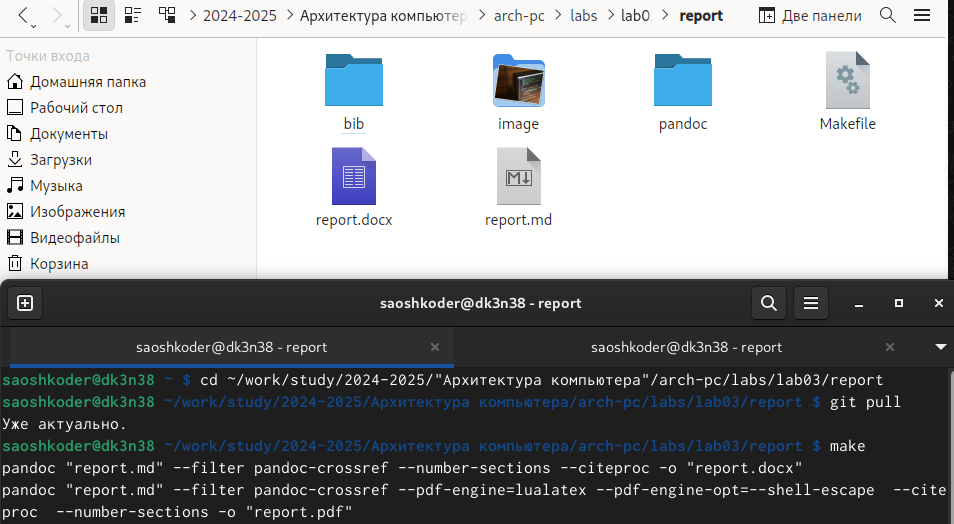 2024-2025
Архитектура компьютер
arch-pc
labs
lab0
report
Две панели
Точки входа
Домашняя папка
Рабочий стол
Документы
Загрузки
Музыка
Изображения
Видеофайлы
Корзина
bib
image
pandoc
Makefile
report.docx
report.md
saoshkoder@dk3n38 - report
saoshkoder@dk3n38 - report
saoshkoder@dk3n38 - report
saoshkoder@dk3n38 ~ $ cd ~/work/study/2024-2025/"Архитектура компьютера"/arch-pc/labs/lab03/report
saoshkoder@dk3n38 ~/work/study/2024-2025/Архитектура компьютера/arch-pc/labs/lab03/report $ git pull
Уже актуально.
saoshkoder@dk3n38 ~/work/study/2024-2025/Архитектура компьютера/arch-pc/labs/lab03/report $ make
pandoc "report.md" --filter pandoc-crossref --number-sections --citeproc -o "report.docx"
pandoc "report.md" --filter pandoc-crossref --pdf-engine=lualatex --pdf-engine-opt=--shell-escape  --cite
proc  --number-sections -o "report.pdf"